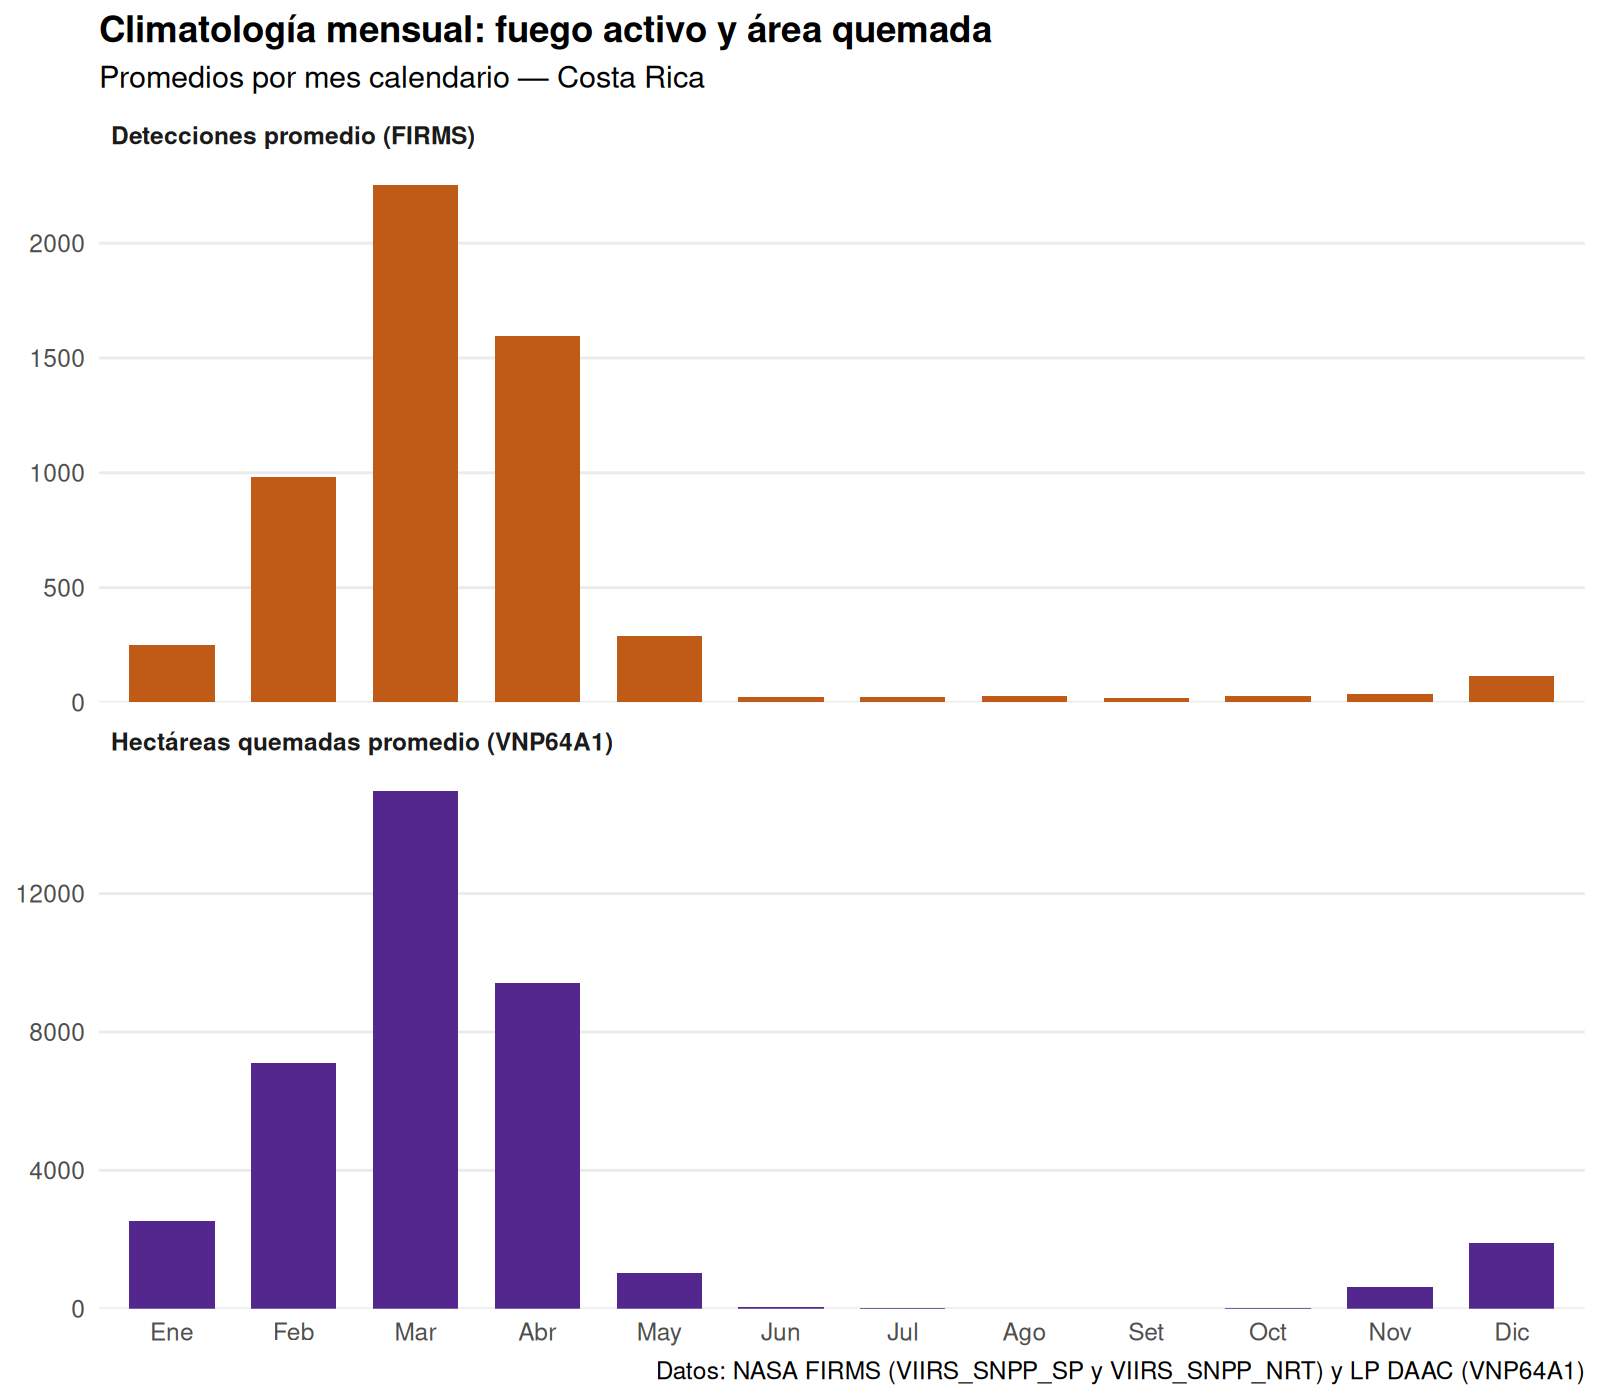 Climatología mensual: fuego activo y área quemada
Promedios por mes calendario — Costa Rica
Detecciones promedio (FIRMS)
2000
1500
1000
500
0
Hectáreas quemadas promedio (VNP64A1)
12000
8000
4000
0
Ene Feb Mar Abr May Jun Jul Ago Set Oct Nov Dic
Datos: NASA FIRMS (VIIRS_SNPP_SP y VIIRS_SNPP_NRT) y LP DAAC (VNP64A1)